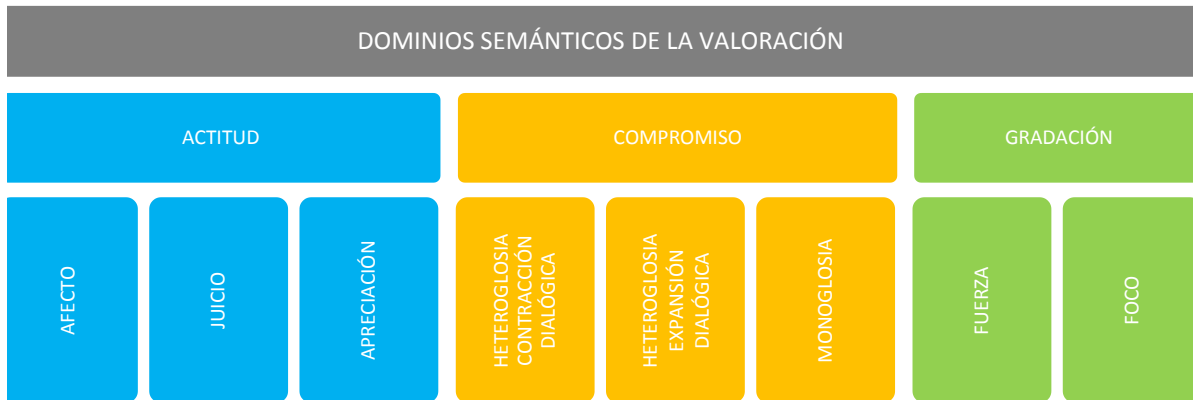 DOMINIOS SEMÁNTICOS DE LA VALORACIÓN
ACTITUD
COMPROMISO
GRADACIÓN
AFECTO
JUICIO
APRECIACIÓN
HETEROGLOSIA
CONTRACCIÓN
DIALÓGICA
HETEROGLOSIA
EXPANSIÓN
DIALÓGICA
MONOGLOSIA
FUERZA
FOCO